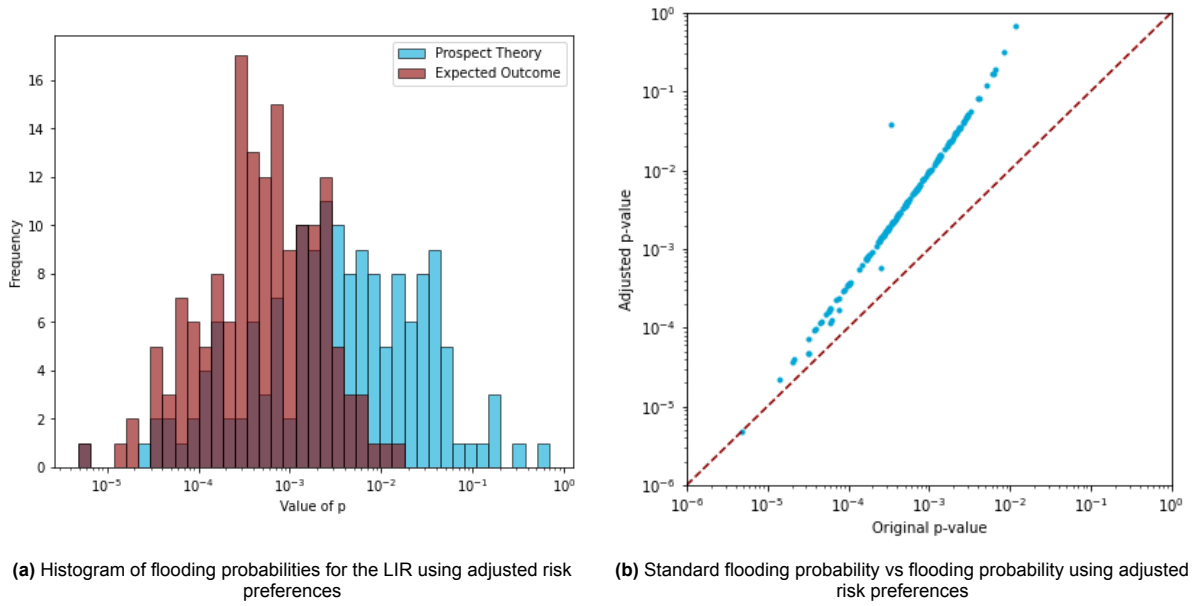 Prospect Theory
Expected Outcome
16
14
12
10
8
6
4
2
0
Frequency
10⁻⁵
10⁻⁴
10⁻³
10⁻²
10⁻¹
10⁰
Value of p
(a) Histogram of flooding probabilities for the LIR using adjusted risk
preferences
10⁰
10⁻¹
10⁻²
10⁻³
10⁻⁴
10⁻⁵
10⁻⁶
Adjusted p-value
10⁻⁶
10⁻⁵
10⁻⁴
10⁻³
10⁻²
10⁻¹
10⁰
Original p-value
(b) Standard flooding probability vs flooding probability using adjusted
risk preferences